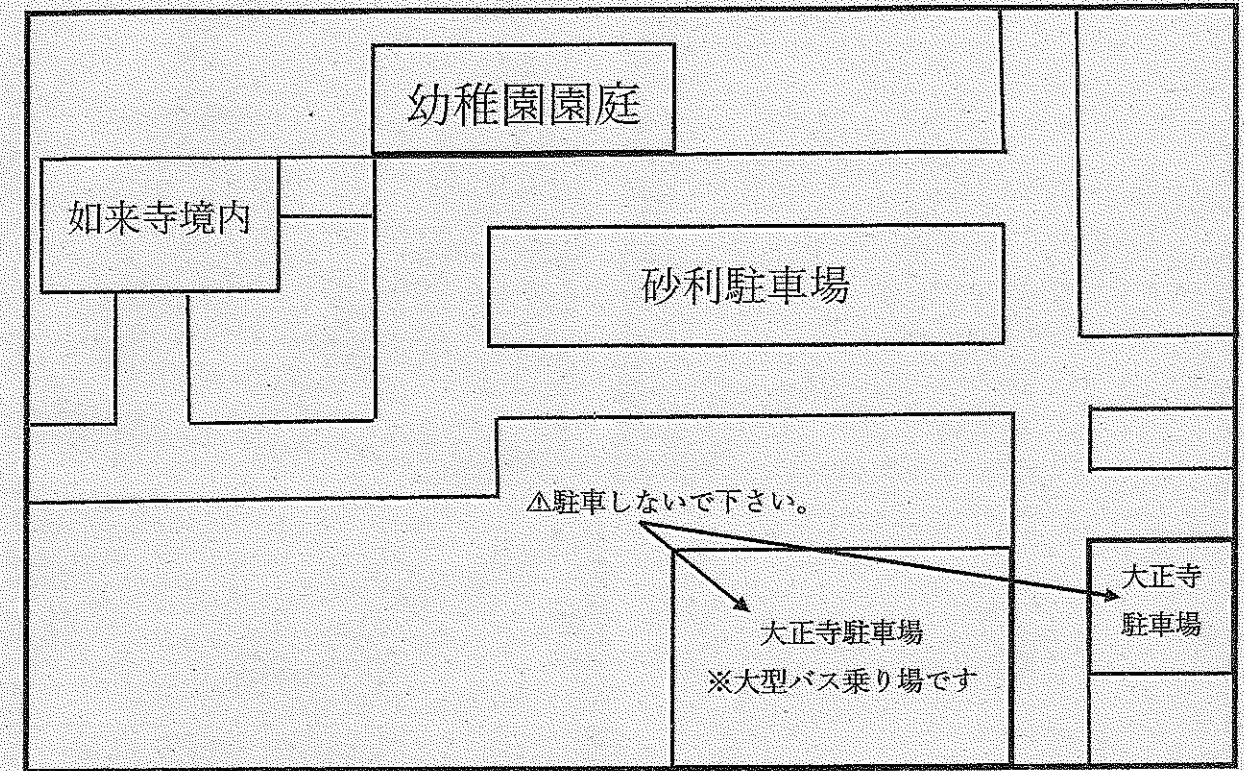 幼稚園園庭
如来寺境内
砂利駐車場
⚠駐車しないで下さい。
大正寺
駐車場
大正寺駐車場
※大型バス乗り場です